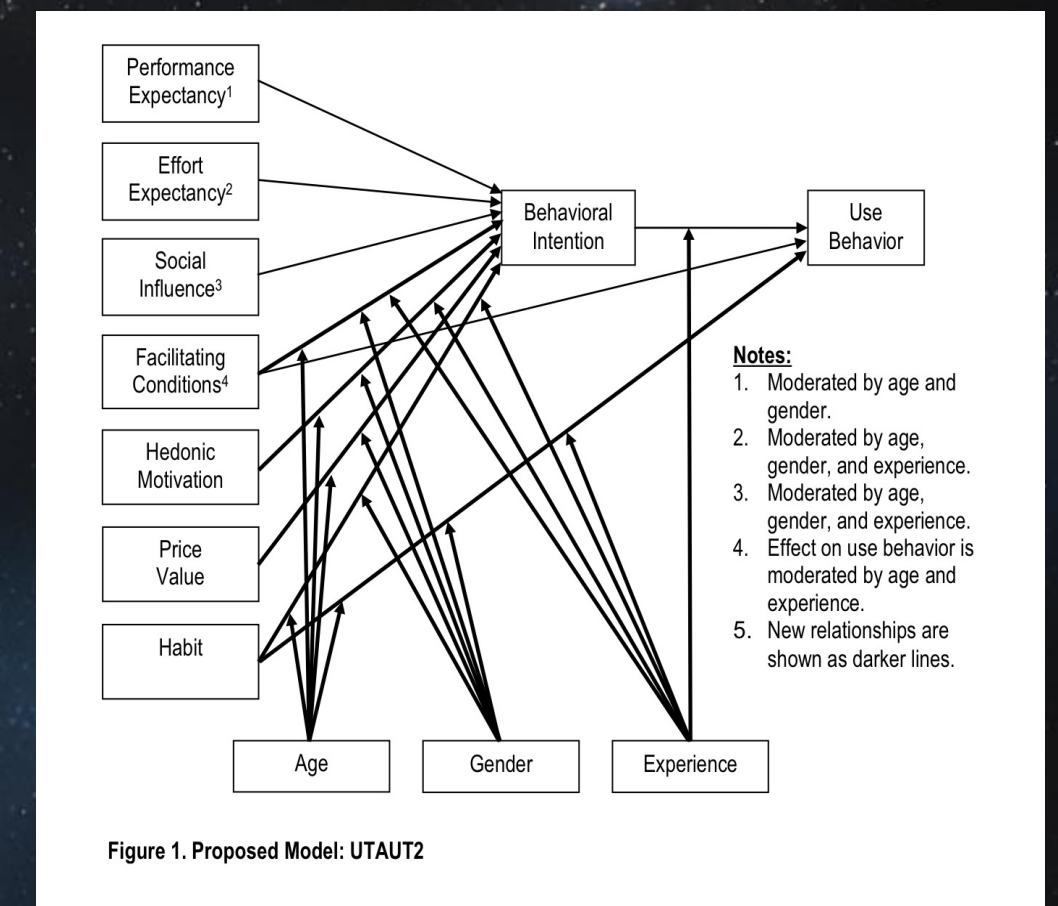 Performance
Expectancy¹
Effort
Expectancy²
Social
Influence³
Facilitating
Conditions⁴
Hedonic
Motivation
Price
Value
Habit
Behavioral
Intention
Use
Behavior
Notes:
1. Moderated by age and
gender.
2. Moderated by age,
gender, and experience.
3. Moderated by age,
gender, and experience.
4. Effect on use behavior is
moderated by age and
experience.
5. New relationships are
shown as darker lines.
Age
Gender
Experience
Figure 1. Proposed Model: UTAUT2